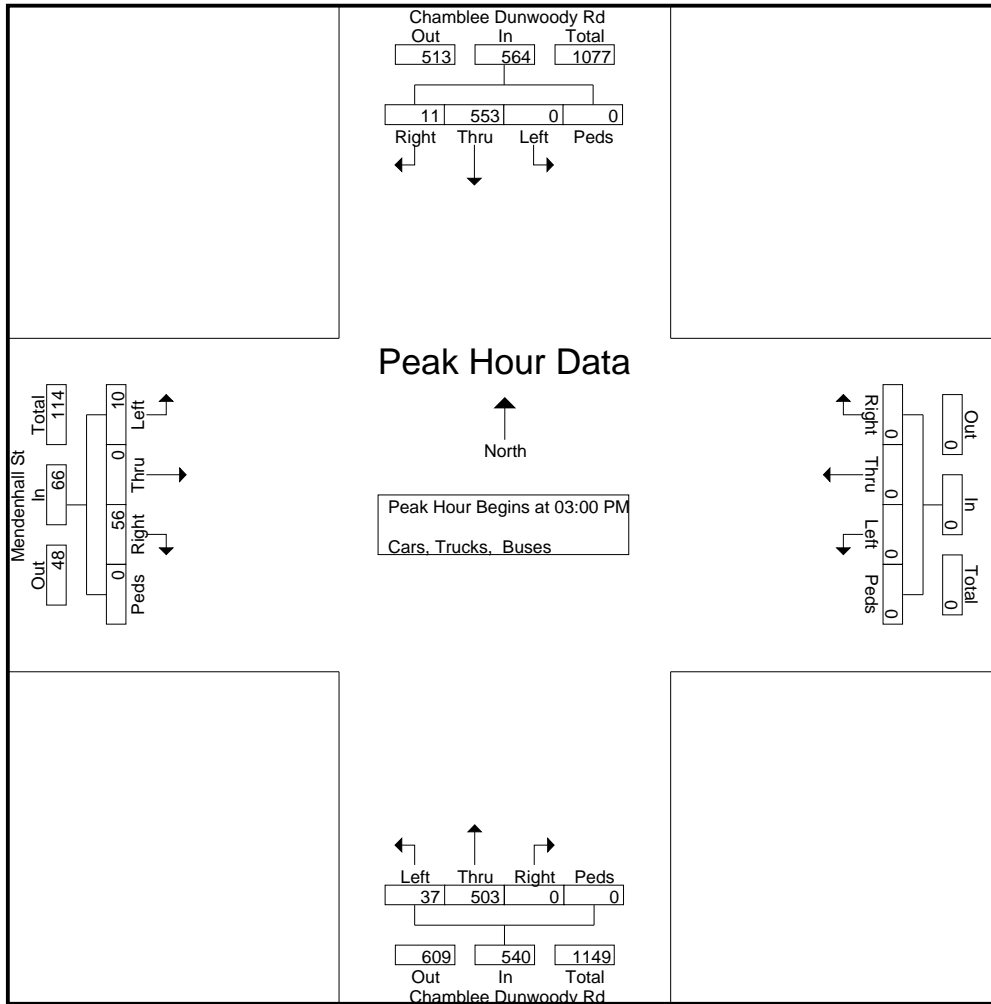 Chamblee Dunwoody Rd
Out In Total
513 564 1077
11 553 0 0
Right Thru Left Peds
Peak Hour Data
North
Peak Hour Begins at 03:00 PM
Cars, Trucks, Buses
Mendenhall St
Total In Out
114 66 48
10 0 56 0
Left Thru Right Peds
Out In Total
0 0 0
0 0 0 0
Right Thru Left Peds
Left Thru Right Peds
37 503 0 0
609 540 1149
Out In Total
Chamblee Dunwoody Rd